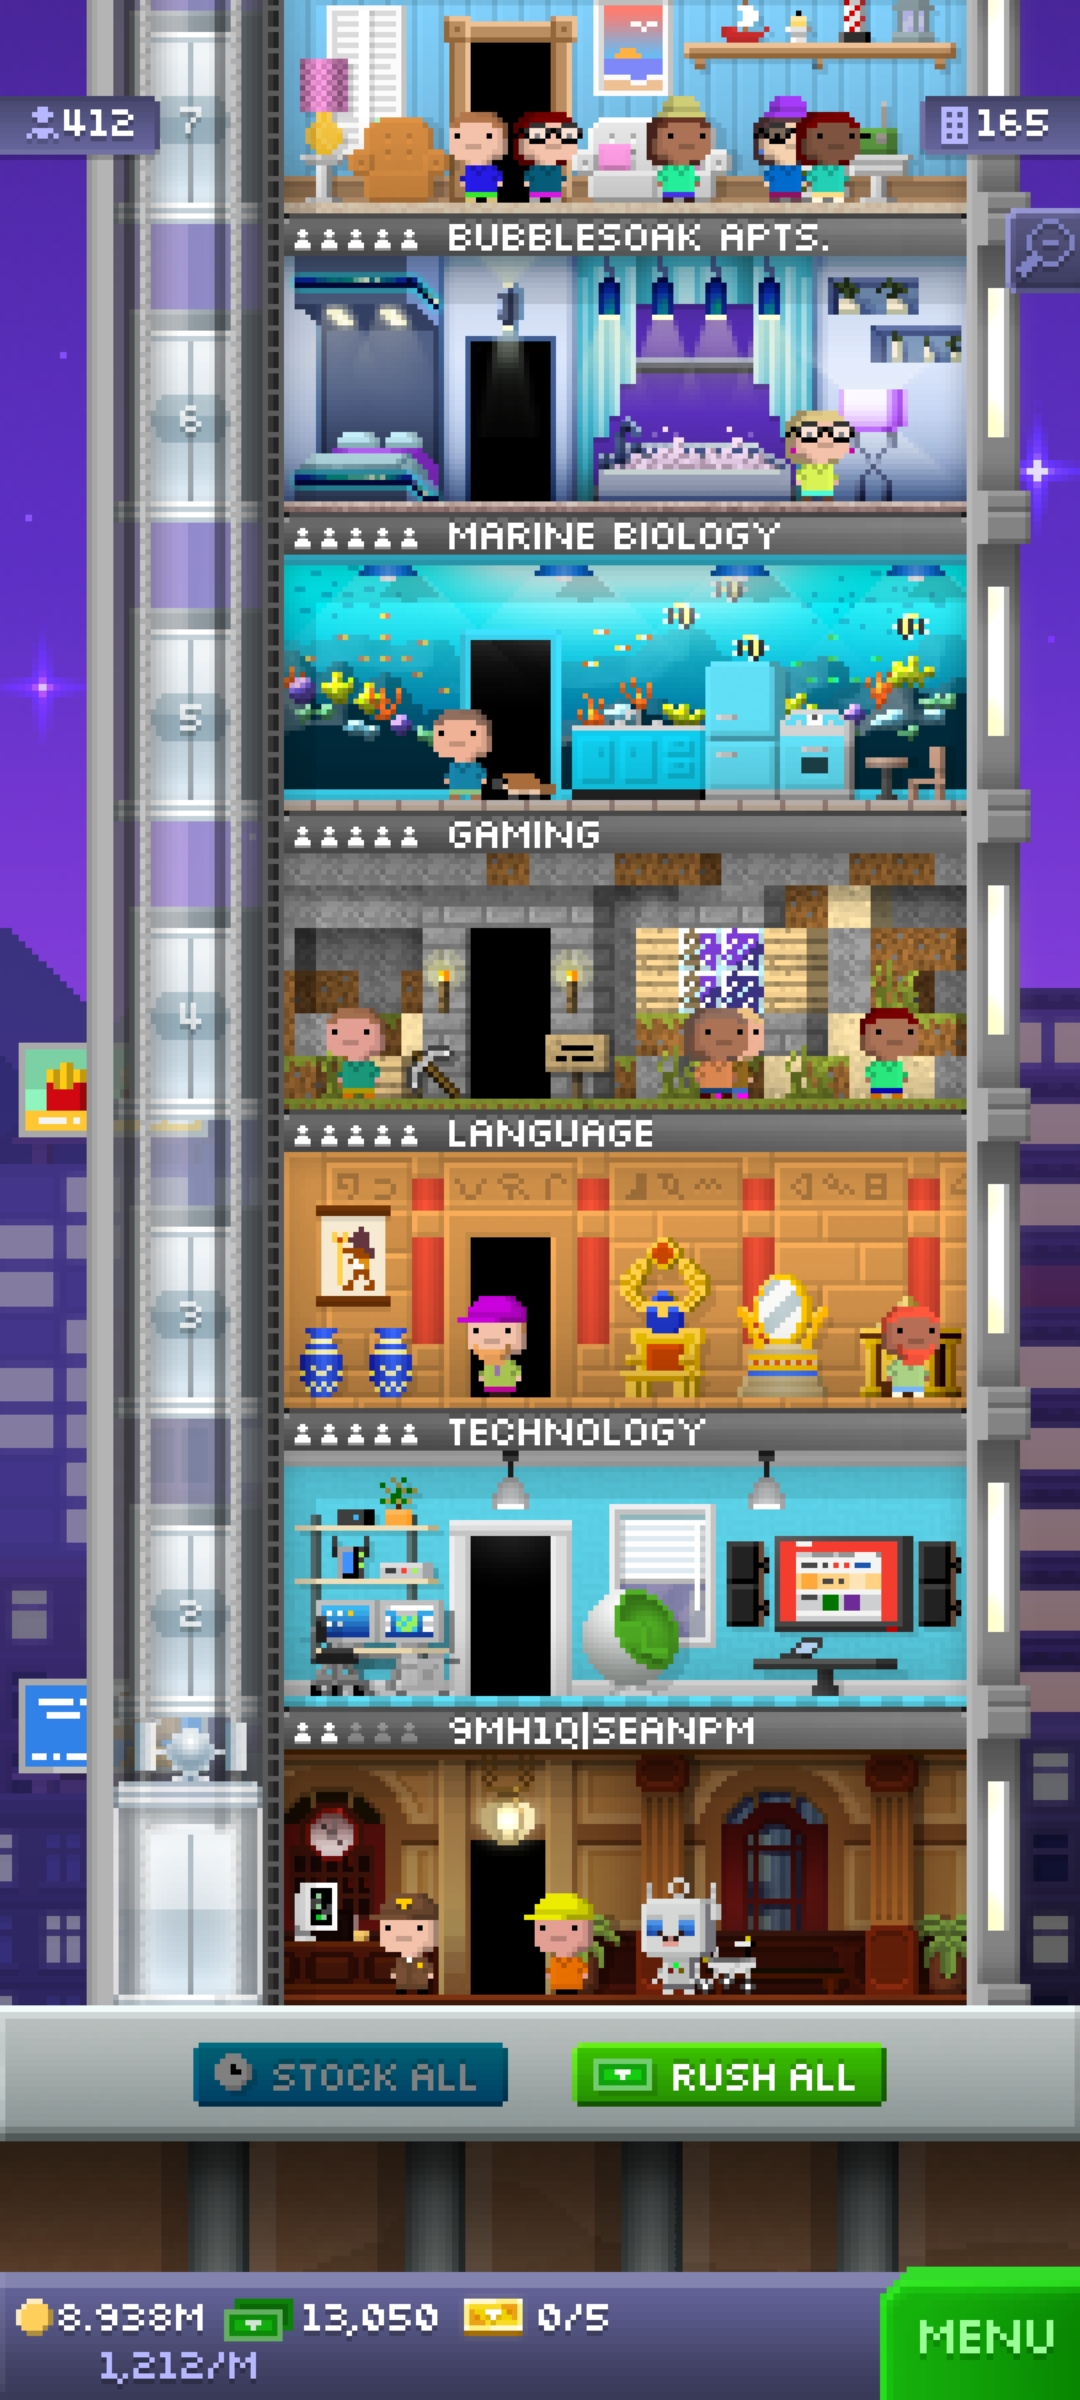 7
412
165
BUBBLESOAK APTS.
6
MARINE BIOLOGY
5
GAMING
4
LANGUAGE
3
TECHNOLOGY
2
9MH1Q|SEANPM
STOCK ALL
RUSH ALL
8.938M
13,050
0/5
1,212/M
MENU